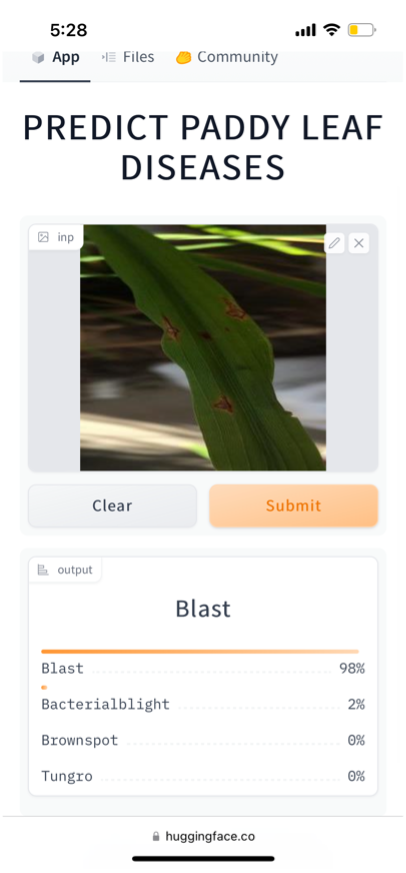 5:28
App Files Community
PREDICT PADDY LEAF
DISEASES
inp
Clear Submit
output
Blast
Blast 98%
Bacterialblight 2%
Brownspot 0%
Tungro 0%
huggingface.co